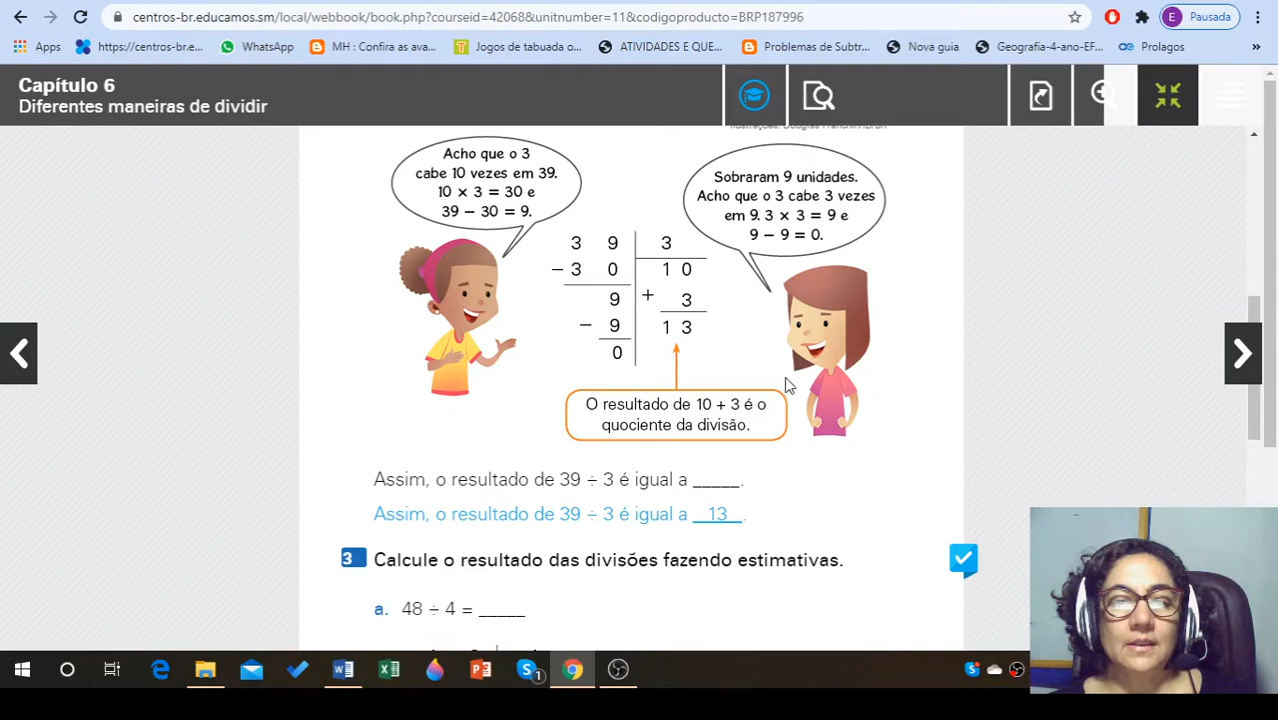 centros-br.educamos.sm/local/webbook/book.php?courseid=42068&unitnumber=11&codigoproducto=BRP187996
E Pausada
Apps
https://centros-br.e...
WhatsApp
MH : Confira as ava...
Jogos de tabuada o...
ATIVIDADES E QUE...
Problemas de Subtr...
Nova guia
Geografia-4-ano-EF...
Prolagos
»
Capítulo 6
Diferentes maneiras de dividir
Acho que o 3
cabe 10 vezes em 39.
10 × 3 = 30 e
39 – 30 = 9.
Sobraram 9 unidades.
Acho que o 3 cabe 3 vezes
em 9. 3 × 3 = 9 e
9 – 9 = 0.
3 9 3
– 3 0 1 0
9 + 3
– 9 1 3
0
O resultado de 10 + 3 é o
quociente da divisão.
Assim, o resultado de 39 ÷ 3 é igual a _____.
Assim, o resultado de 39 ÷ 3 é igual a __13__.
3 Calcule o resultado das divisões fazendo estimativas.
a. 48 ÷ 4 = _____